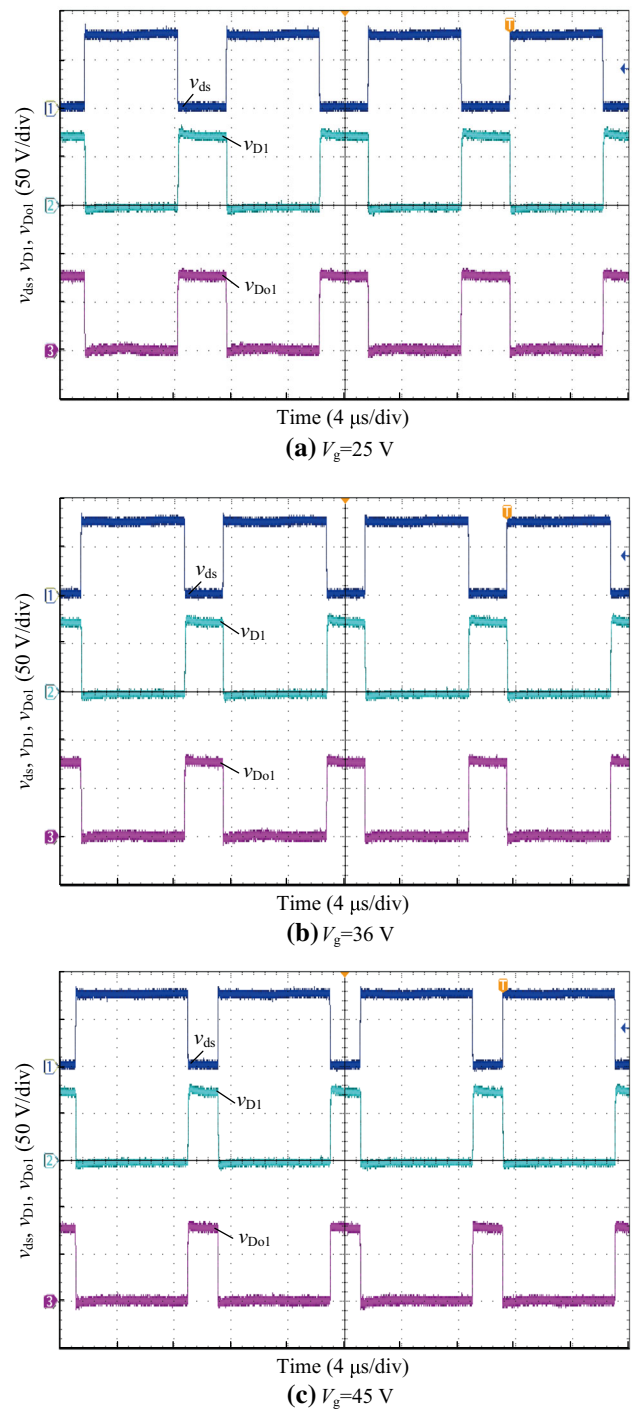 T
1
v_ds
v_D1
2
v_Do1
3
v_ds, v_D1, v_Do1 (50 V/div)
Time (4 μs/div)
(a) V_g=25 V
T
1
v_ds
v_D1
2
v_Do1
3
v_ds, v_D1, v_Do1 (50 V/div)
Time (4 μs/div)
(b) V_g=36 V
T
1
v_ds
v_D1
2
v_Do1
3
v_ds, v_D1, v_Do1 (50 V/div)
Time (4 μs/div)
(c) V_g=45 V